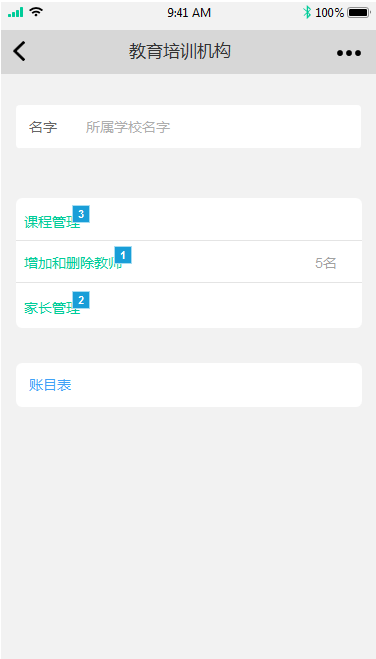 9:41 AM 100%
教育培训机构
名字 所属学校名字
课程管理 3
增加和删除教师 1 5名
家长管理 2
账目表